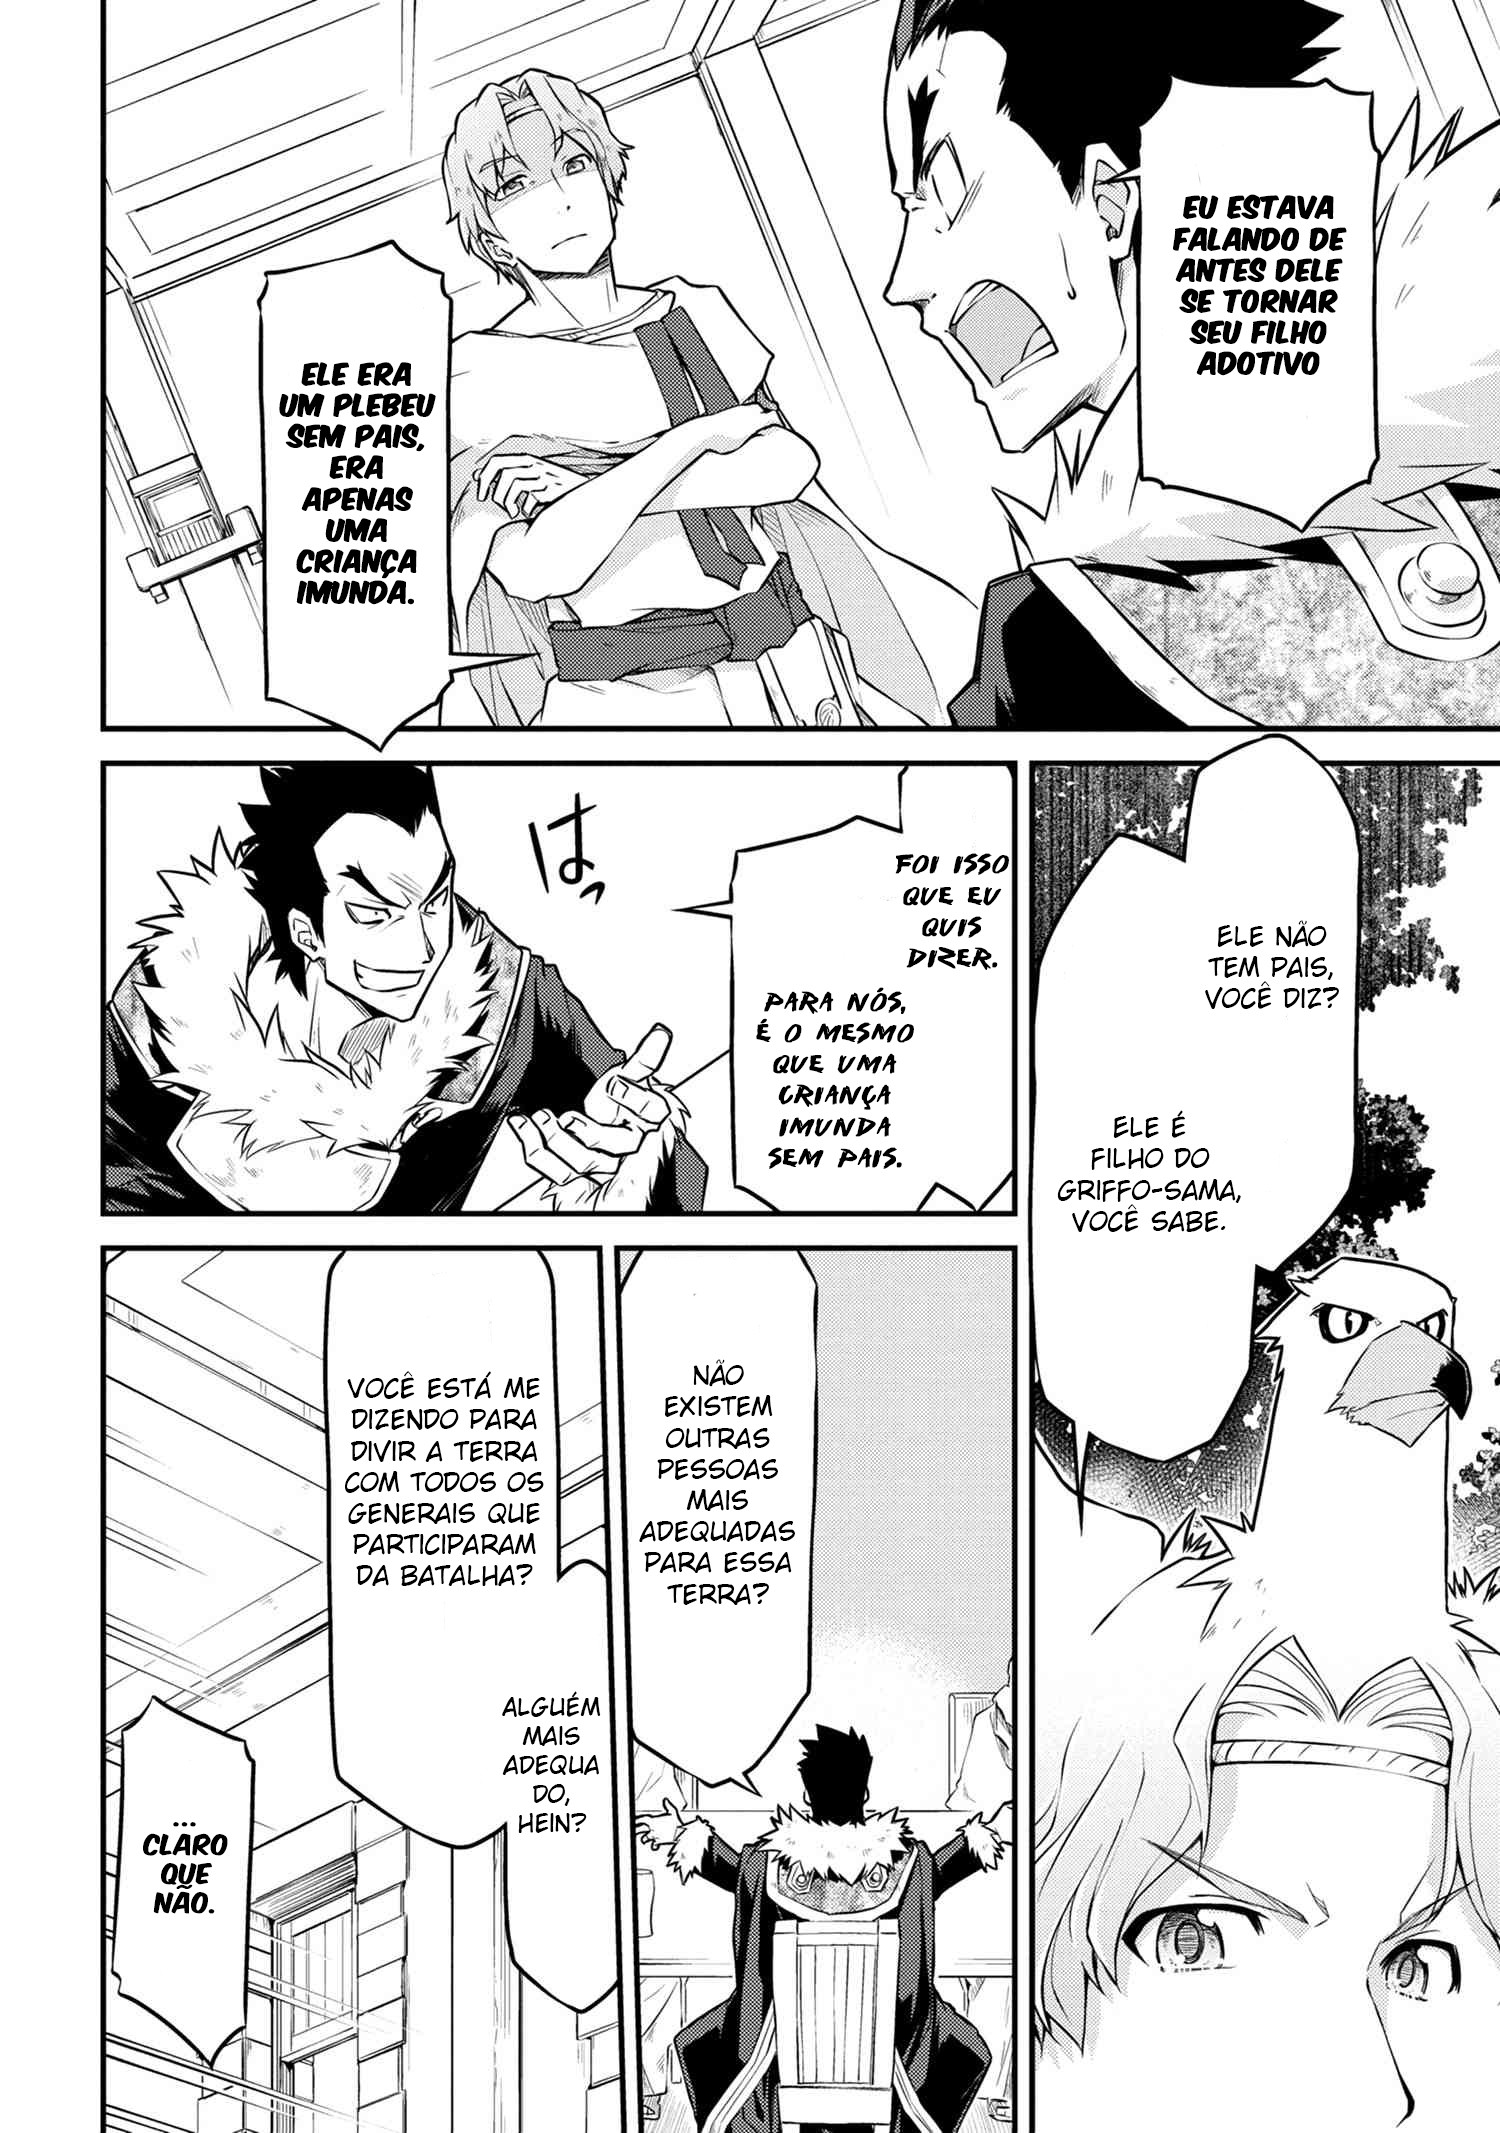 EU ESTAVA
FALANDO DE
ANTES DELE
SE TORNAR
SEU FILHO
ADOTIVO
ELE ERA
UM PLEBEU
SEM PAIS,
ERA
APENAS
UMA
CRIANÇA
IMUNDA.
ELE NÃO
TEM PAIS,
VOCÊ DIZ?
ELE É
FILHO DO
GRIFFO-SAMA,
VOCÊ SABE.
FOI ISSO
QUE EU
QUIS
DIZER.
PARA NÓS,
É O MESMO
QUE UMA
CRIANÇA
IMUNDA
SEM PAIS.
はっ
NÃO
EXISTEM
OUTRAS
PESSOAS
MAIS
ADEQUADAS
PARA ESSA
TERRA?
ALGUÉM
MAIS
ADEQUA
DO,
HEIN?
VOCÊ ESTÁ ME
DIZENDO PARA
DIVIR A TERRA
COM TODOS OS
GENERAIS QUE
PARTICIPARAM
DA BATALHA?
...
CLARO
QUE
NÃO.